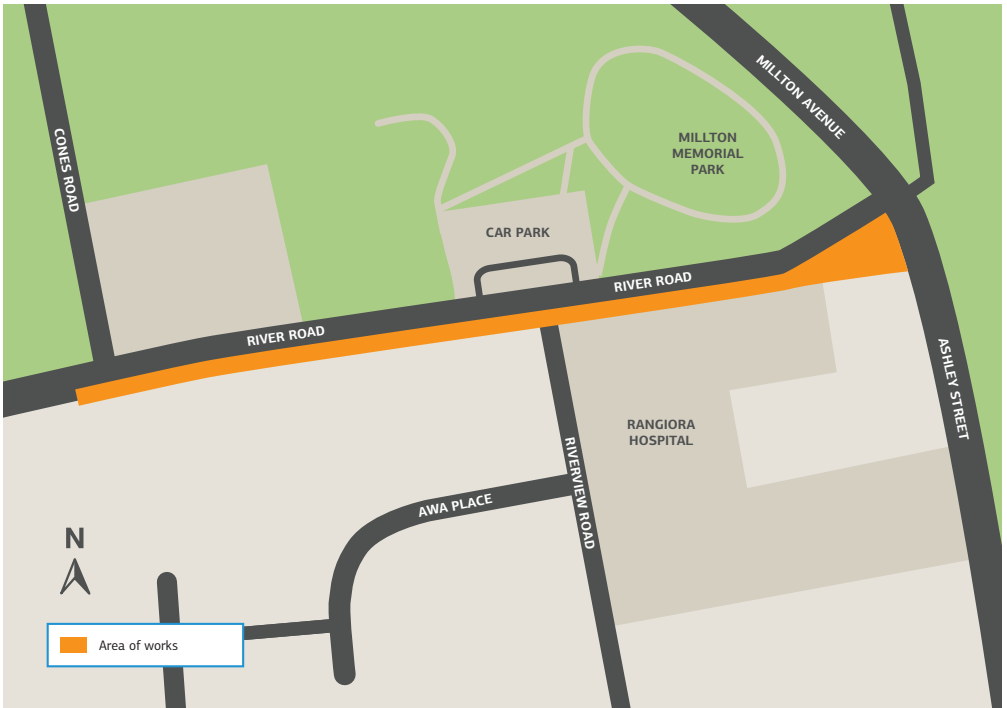 MILLTON AVENUE
CONES ROAD
MILLTON
MEMORIAL
PARK
CAR PARK
RIVER ROAD
RIVER ROAD
ASHLEY STREET
RANGIORA
HOSPITAL
RIVERVIEW ROAD
AWA PLACE
N
Area of works